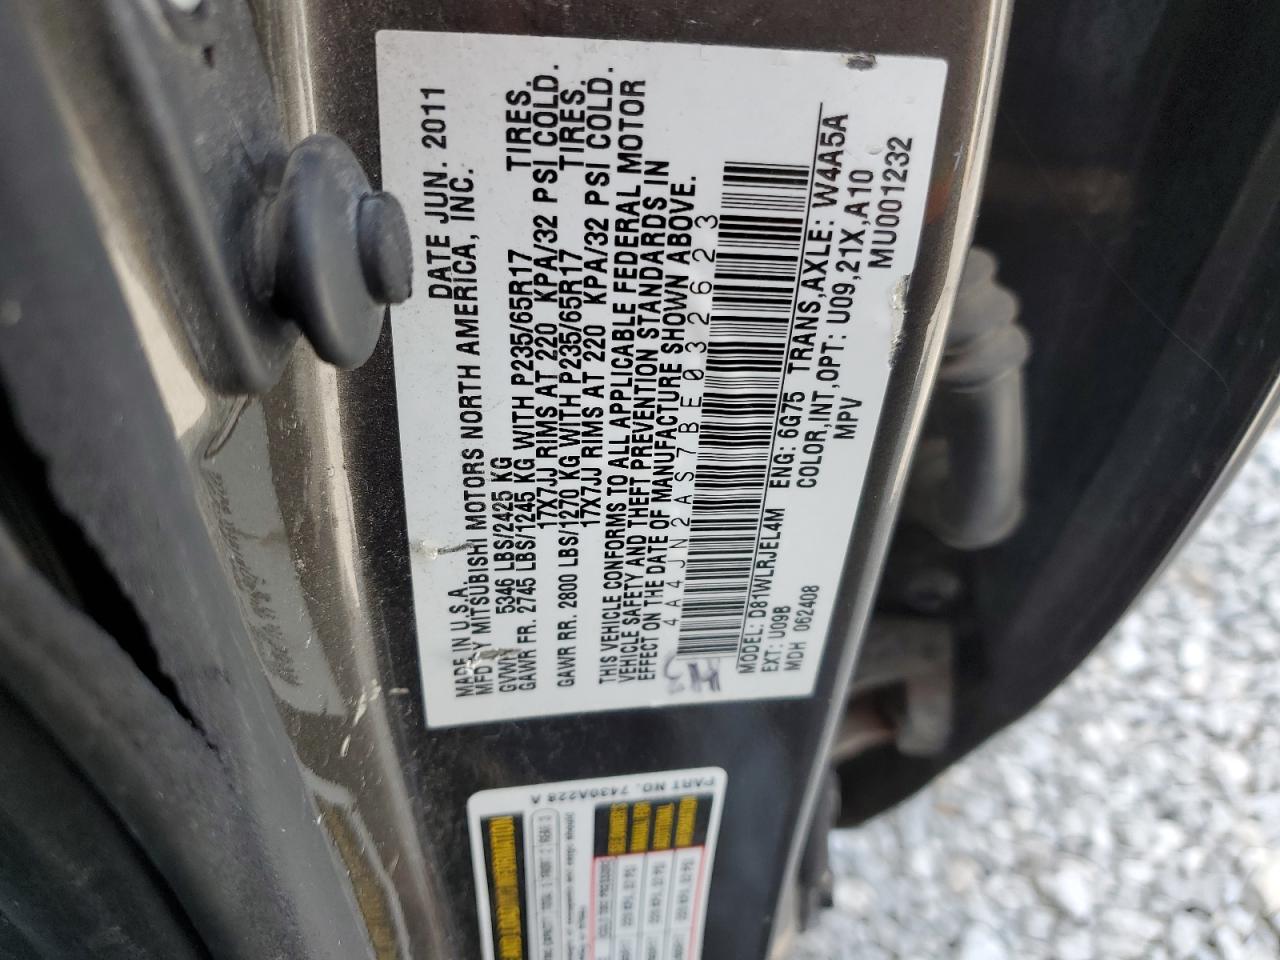 MADE IN U.S.A. DATE JUN. 2011
MFD BY MITSUBISHI MOTORS NORTH AMERICA, INC.
GVWR 5346 LBS/2425 KG
GAWR FR. 2745 LBS/1245 KG WITH P235/65R17 TIRES.
17X7JJ RIMS AT 220 KPA/32 PSI COLD.
GAWR RR. 2800 LBS/1270 KG WITH P235/65R17 TIRES.
17X7JJ RIMS AT 220 KPA/32 PSI COLD.
THIS VEHICLE CONFORMS TO ALL APPLICABLE FEDERAL MOTOR
VEHICLE SAFETY AND THEFT PREVENTION STANDARDS IN
EFFECT ON THE DATE OF MANUFACTURE SHOWN ABOVE.
4A4JN2AS7BE032623
MODEL: D81WLRJEL4M ENG: 6G75 TRANS,AXLE: W4A5A
EXT: U09B COLOR,INT,OPT: U09,21X,A10
MDH 062408 MPV MU001232
PART NO. 7430A228 A